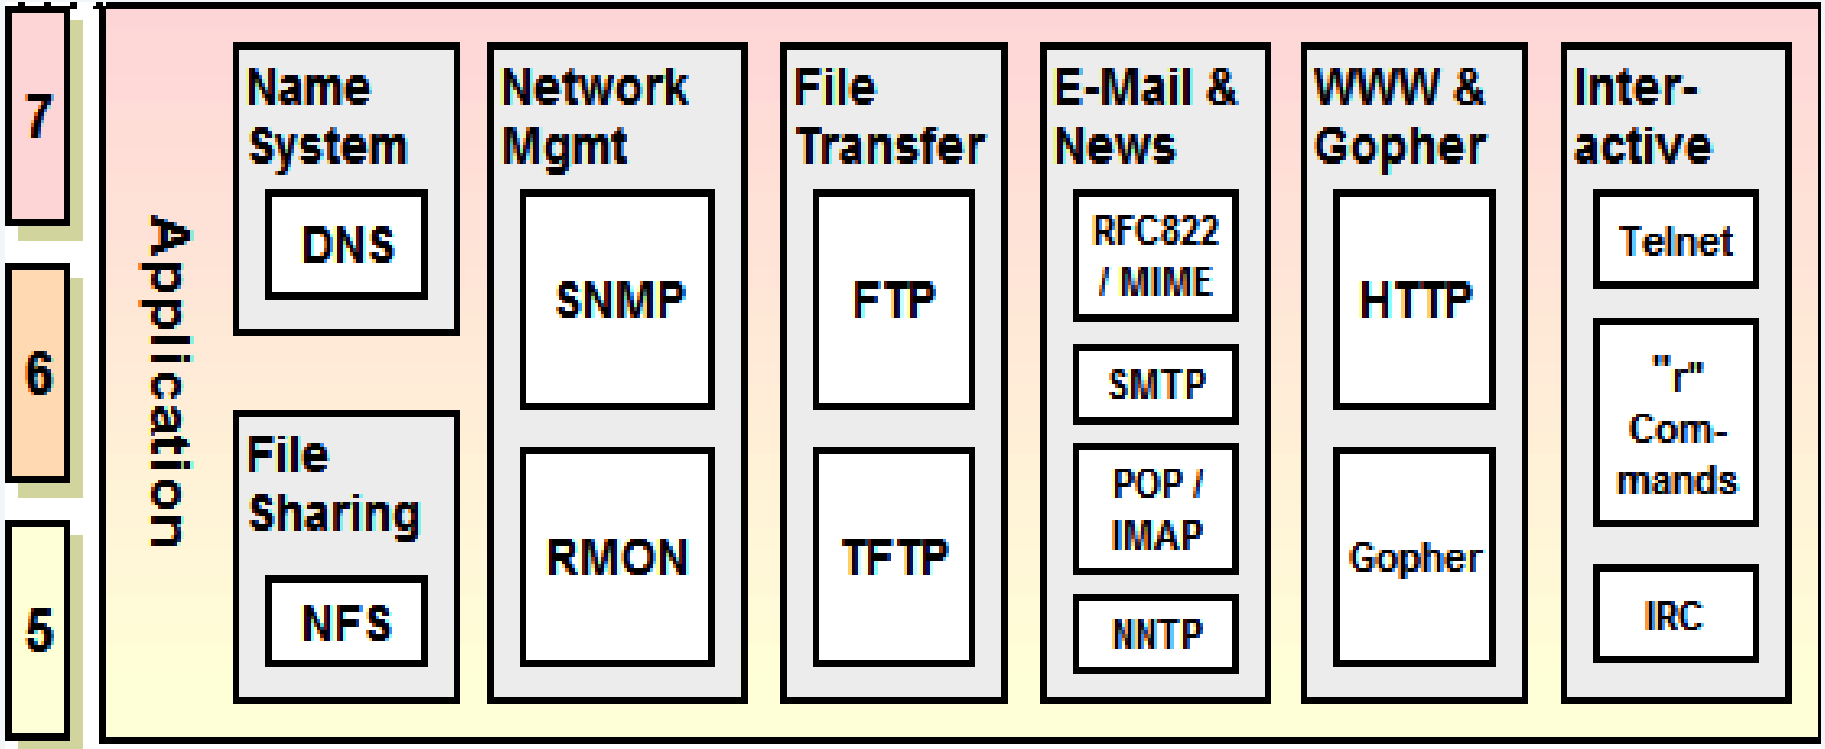 7
6
5
Application
Name
System
DNS
File
Sharing
NFS
Network
Mgmt
SNMP
RMON
File
Transfer
FTP
TFTP
E-Mail &
News
RFC822
/ MIME
SMTP
POP /
IMAP
NNTP
WWW &
Gopher
HTTP
Gopher
Inter-
active
Telnet
"r"
Com-
mands
IRC